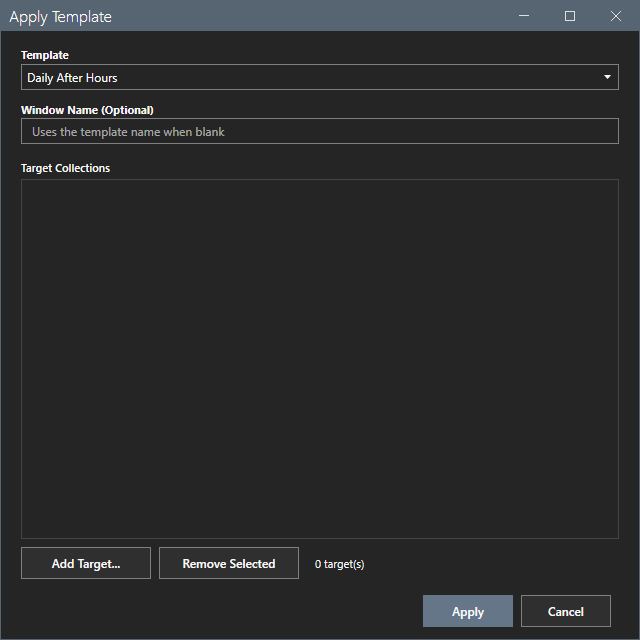 Apply Template
Template
Daily After Hours
Window Name (Optional)
Uses the template name when blank
Target Collections
Add Target...
Remove Selected
0 target(s)
Apply
Cancel